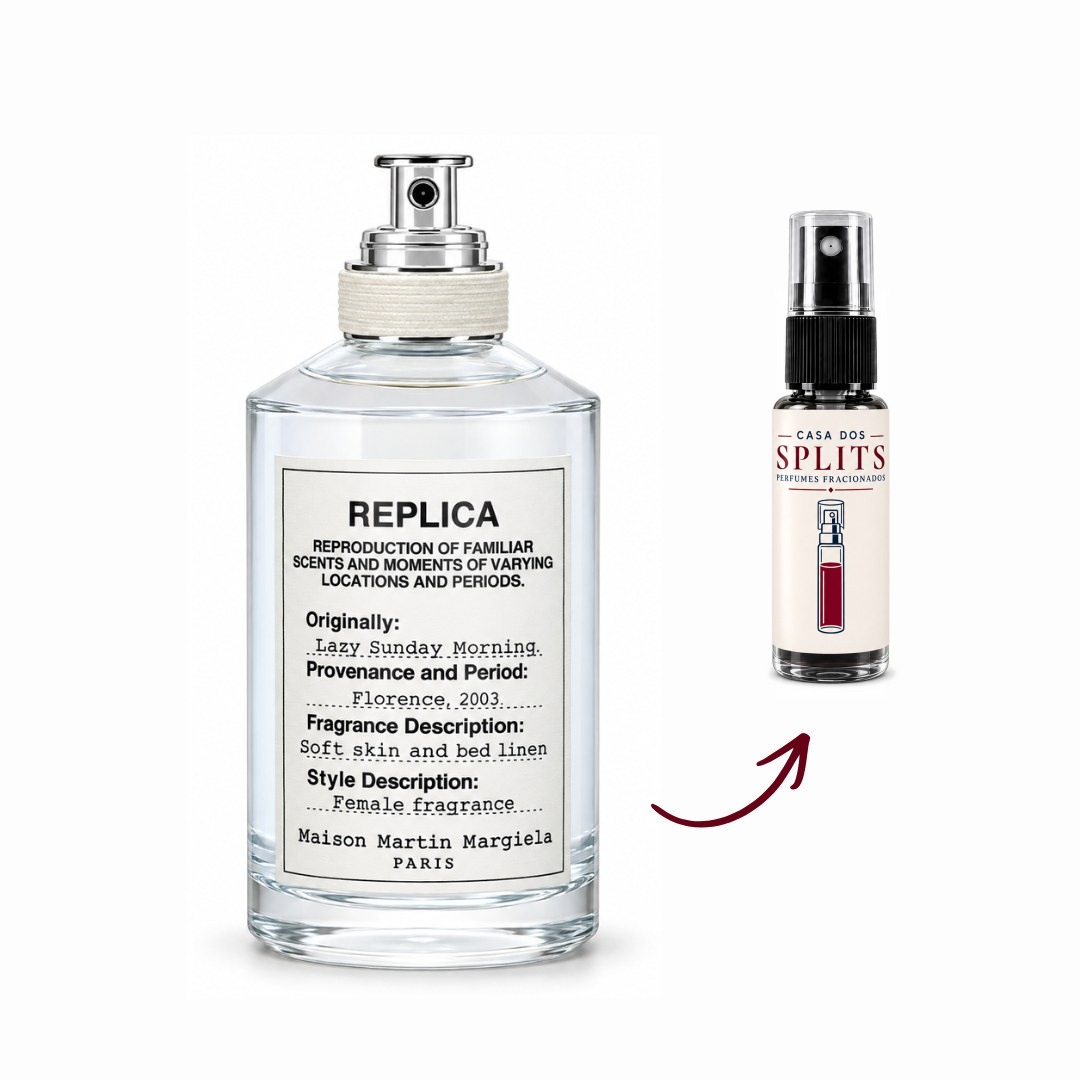 REPLICA
REPRODUCTION OF FAMILIAR
SCENTS AND MOMENTS OF VARYING
LOCATIONS AND PERIODS.
Originally:
Lazy Sunday Morning.
Provenance and Period:
Florence, 2003
Fragrance Description:
Soft skin and bed linen
Style Description:
Female fragrance
Maison Martin Margiela
PARIS
CASA DOS
SPLITS
PERFUMES FRACIONADOS